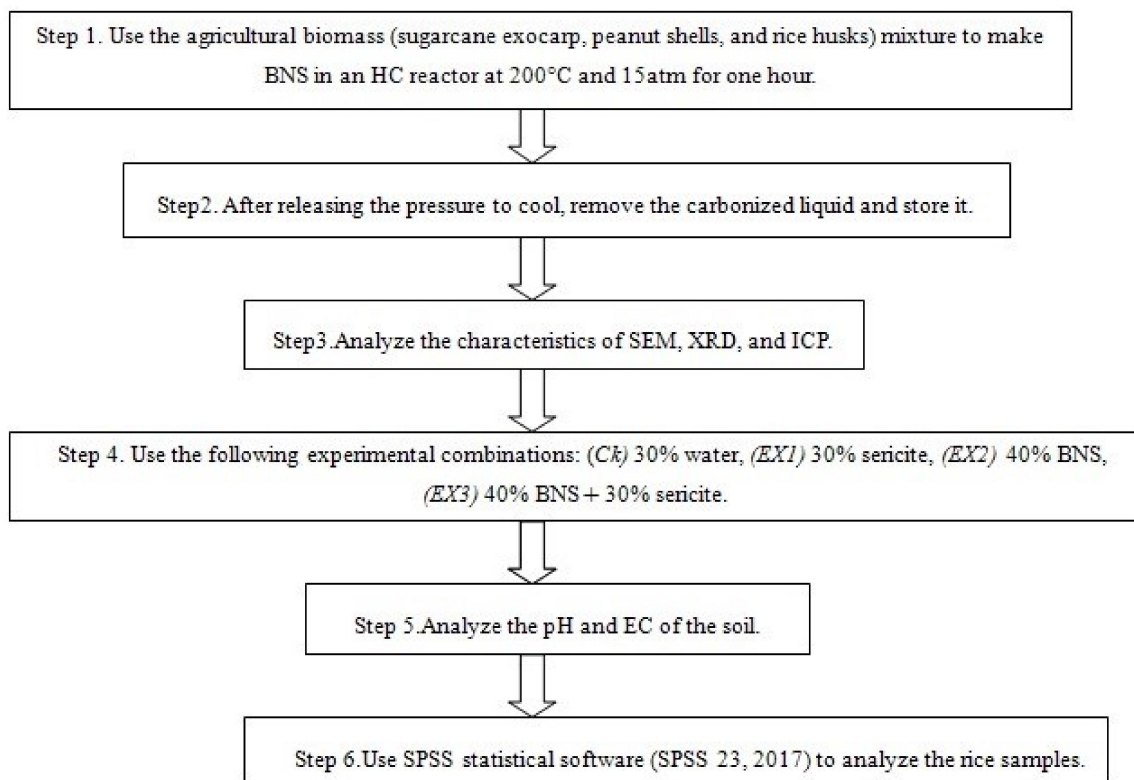 Step 1. Use the agricultural biomass (sugarcane exocarp, peanut shells, and rice husks) mixture to make
BNS in an HC reactor at 200°C and 15atm for one hour.
Step2. After releasing the pressure to cool, remove the carbonized liquid and store it.
Step3.Analyze the characteristics of SEM, XRD, and ICP.
Step 4. Use the following experimental combinations: (Ck) 30% water, (EX1) 30% sericite, (EX2) 40% BNS,
(EX3) 40% BNS + 30% sericite.
Step 5.Analyze the pH and EC of the soil.
Step 6.Use SPSS statistical software (SPSS 23, 2017) to analyze the rice samples.